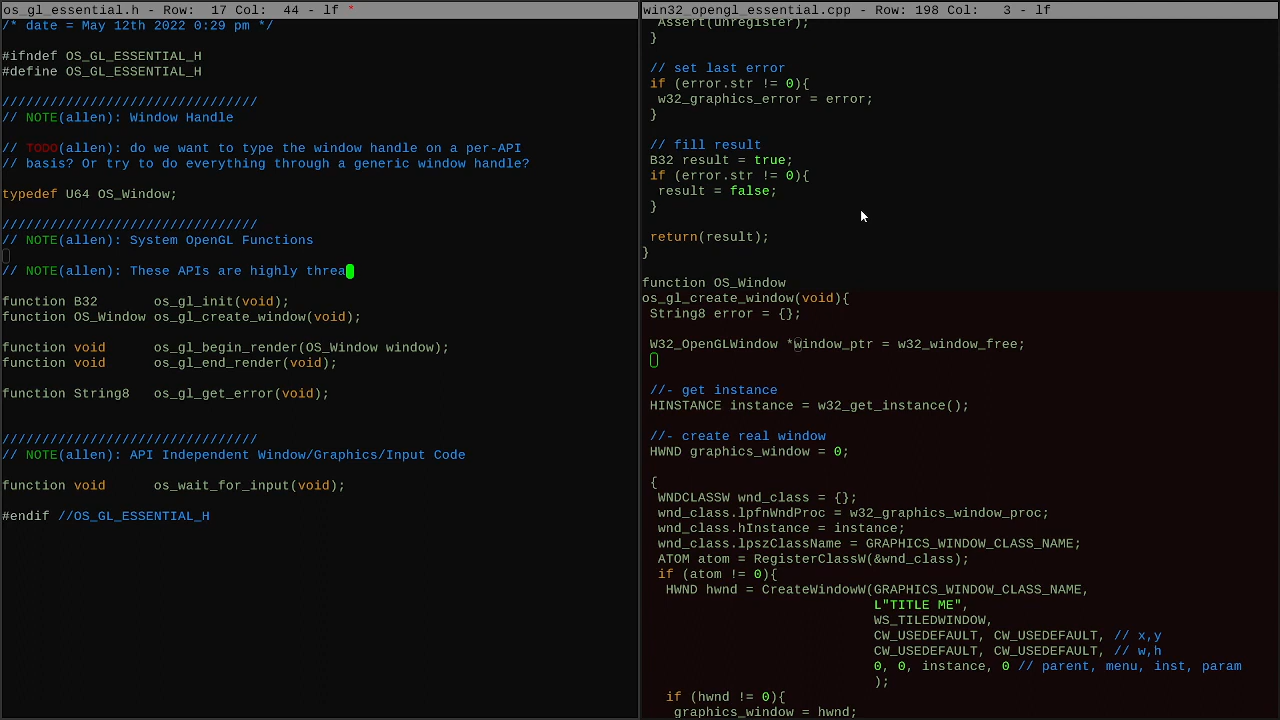 os_gl_essential.h - Row:  17 Col:  44 - lf *
/* date = May 12th 2022 0:29 pm */
#ifndef OS_GL_ESSENTIAL_H
#define OS_GL_ESSENTIAL_H
////////////////////////////////
// NOTE(allen): Window Handle
// TODO(allen): do we want to type the window handle on a per-API
// basis? Or try to do everything through a generic window handle?
typedef U64 OS_Window;
////////////////////////////////
// NOTE(allen): System OpenGL Functions
// NOTE(allen): These APIs are highly threa
function B32       os_gl_init(void);
function OS_Window os_gl_create_window(void);
function void      os_gl_begin_render(OS_Window window);
function void      os_gl_end_render(void);
function String8   os_gl_get_error(void);
////////////////////////////////
// NOTE(allen): API Independent Window/Graphics/Input Code
function void      os_wait_for_input(void);
#endif //OS_GL_ESSENTIAL_H
win32_opengl_essential.cpp - Row: 198 Col:   3 - lf
Assert(unregister);
}
// set last error
if (error.str != 0){
w32_graphics_error = error;
}
// fill result
B32 result = true;
if (error.str != 0){
result = false;
}
return(result);
}
function OS_Window
os_gl_create_window(void){
String8 error = {};
W32_OpenGLWindow *window_ptr = w32_window_free;
//- get instance
HINSTANCE instance = w32_get_instance();
//- create real window
HWND graphics_window = 0;
{
WNDCLASSW wnd_class = {};
wnd_class.lpfnWndProc = w32_graphics_window_proc;
wnd_class.hInstance = instance;
wnd_class.lpszClassName = GRAPHICS_WINDOW_CLASS_NAME;
ATOM atom = RegisterClassW(&wnd_class);
if (atom != 0){
HWND hwnd = CreateWindowW(GRAPHICS_WINDOW_CLASS_NAME,
L"TITLE ME",
WS_TILEDWINDOW,
CW_USEDEFAULT, CW_USEDEFAULT, // x,y
CW_USEDEFAULT, CW_USEDEFAULT, // w,h
0, 0, instance, 0 // parent, menu, inst, param
);
if (hwnd != 0){
graphics_window = hwnd;